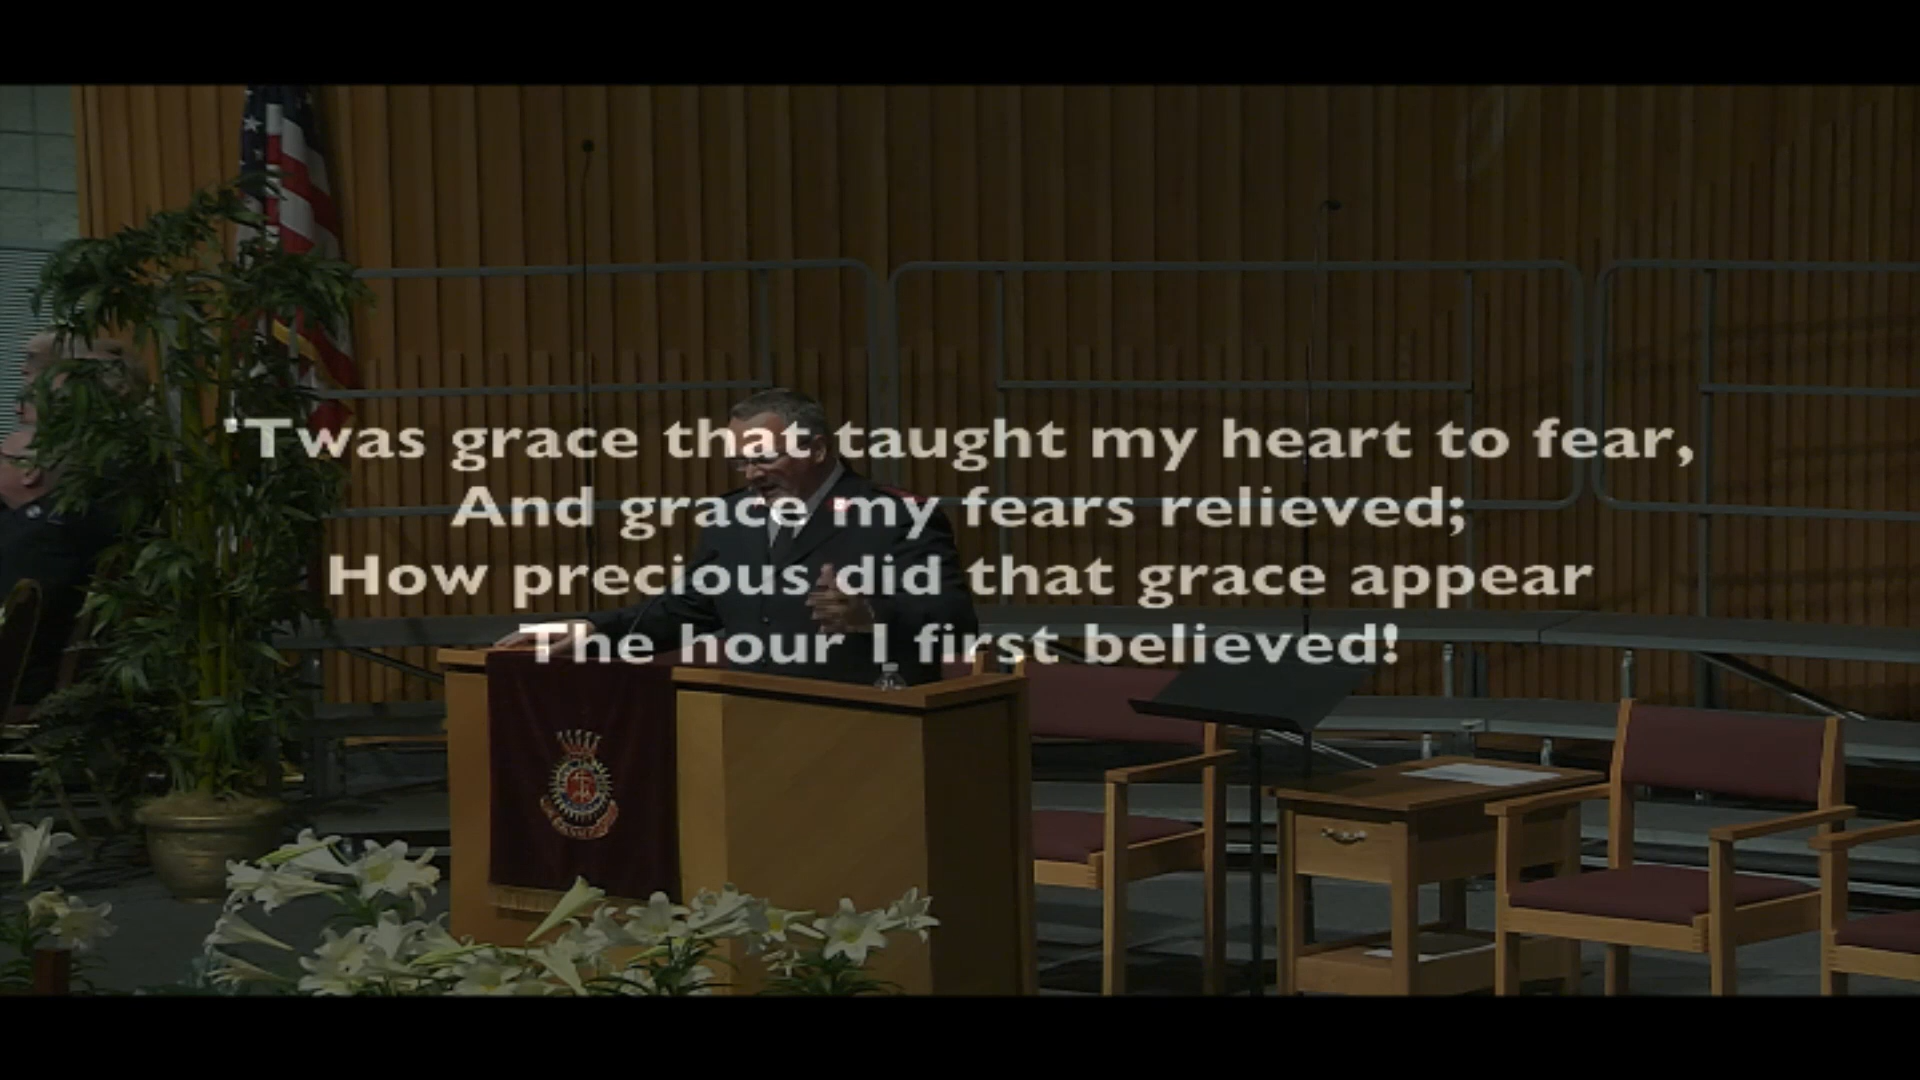 'Twas grace that taught my heart to fear,
And grace my fears relieved;
How precious did that grace appear
The hour I first believed!